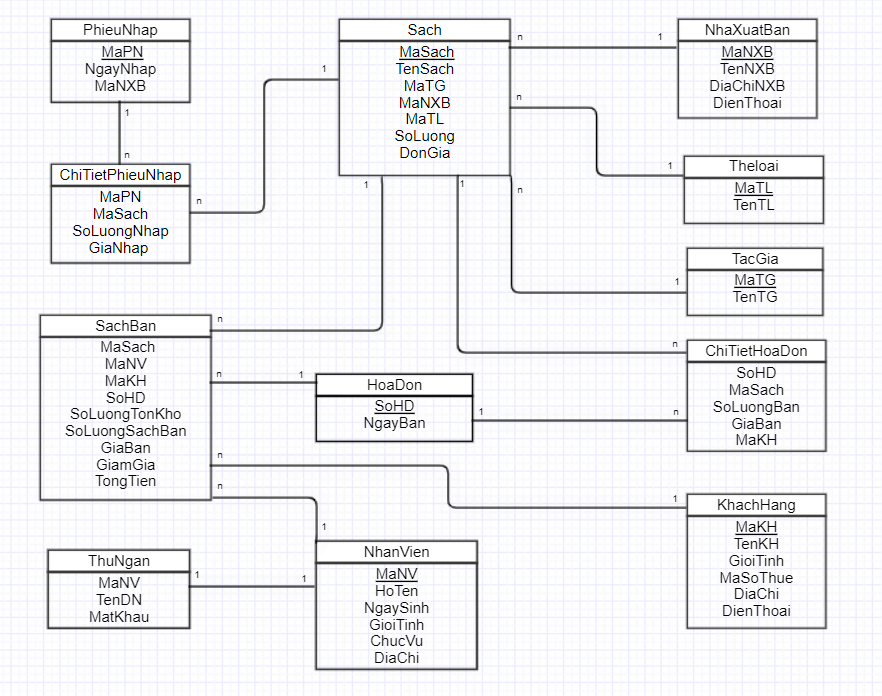 PhieuNhap
MaPN
NgayNhap
MaNXB
1
n
ChiTietPhieuNhap
MaPN
MaSach
SoLuongNhap
GiaNhap
n
1
Sach
MaSach
TenSach
MaTG
MaNXB
MaTL
SoLuong
DonGia
n
1
NhaXuatBan
MaNXB
TenNXB
DiaChiNXB
DienThoai
n
1
Theloai
MaTL
TenTL
n
1
TacGia
MaTG
TenTG
1
1
n
SachBan
MaSach
MaNV
MaKH
SoHD
SoLuongTonKho
SoLuongSachBan
GiaBan
GiamGia
TongTien
n
1
HoaDon
SoHD
NgayBan
1
n
n
ChiTietHoaDon
SoHD
MaSach
SoLuongBan
GiaBan
MaKH
n
1
KhachHang
MaKH
TenKH
GioiTinh
MaSoThue
DiaChi
DienThoai
n
1
ThuNgan
MaNV
TenDN
MatKhau
1
1
NhanVien
MaNV
HoTen
NgaySinh
GioiTinh
ChucVu
DiaChi